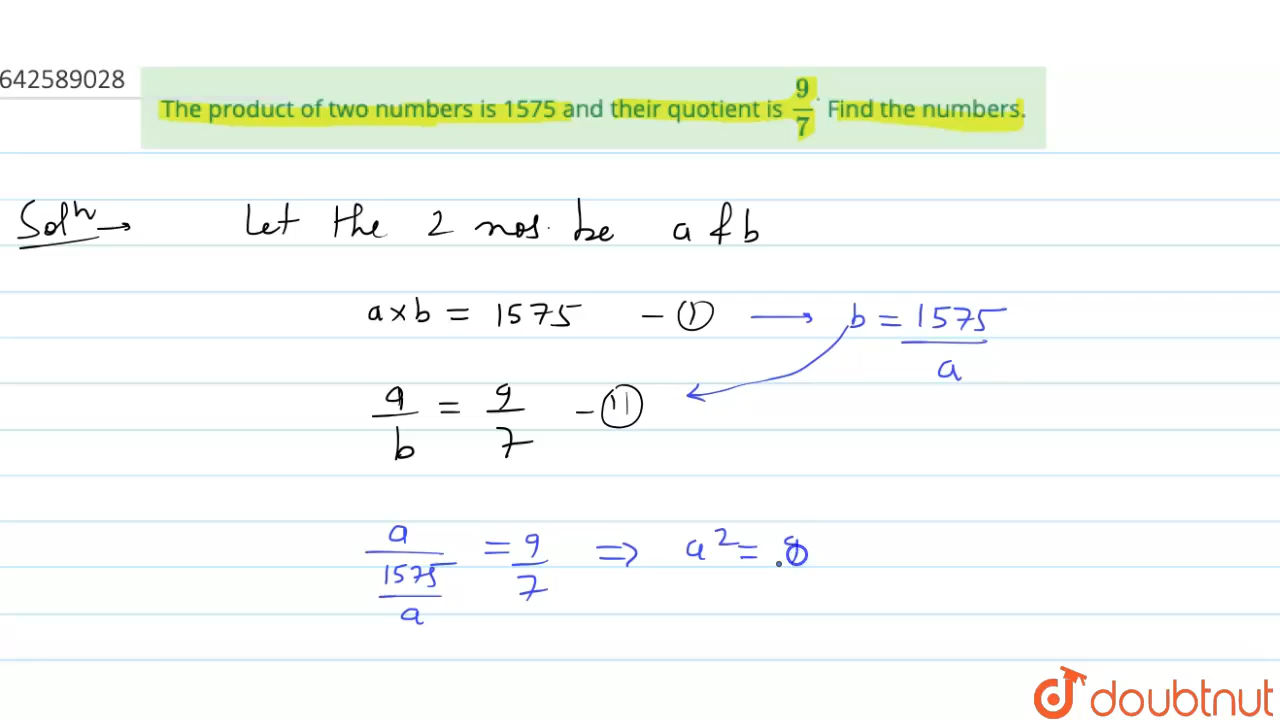 642589028
The product of two numbers is 1575 and their quotient is 9/7. Find the numbers.
Solⁿ → Let the 2 nos. be a & b
a × b = 1575 - ① → b = 1575/a
a/b = 9/7 - ⑪
a/(1575/a) = 9/7 ⇒ a² =
doubtnut